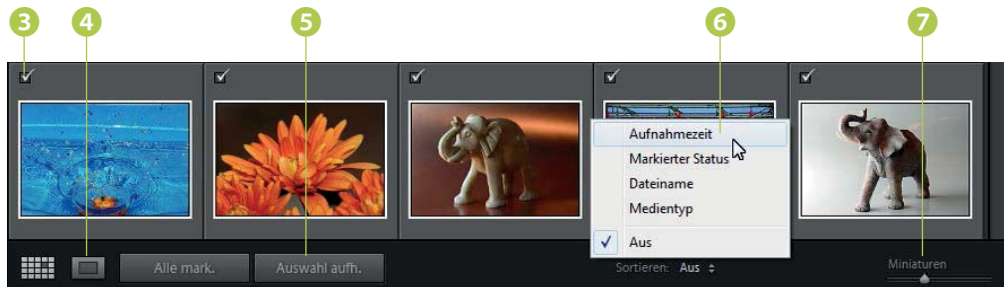 3 4 5 6 7
Aufnahmezeit
Markierter Status
Dateiname
Medientyp
Aus
Alle mark. Auswahl aufh. Sortieren: Aus Miniaturen